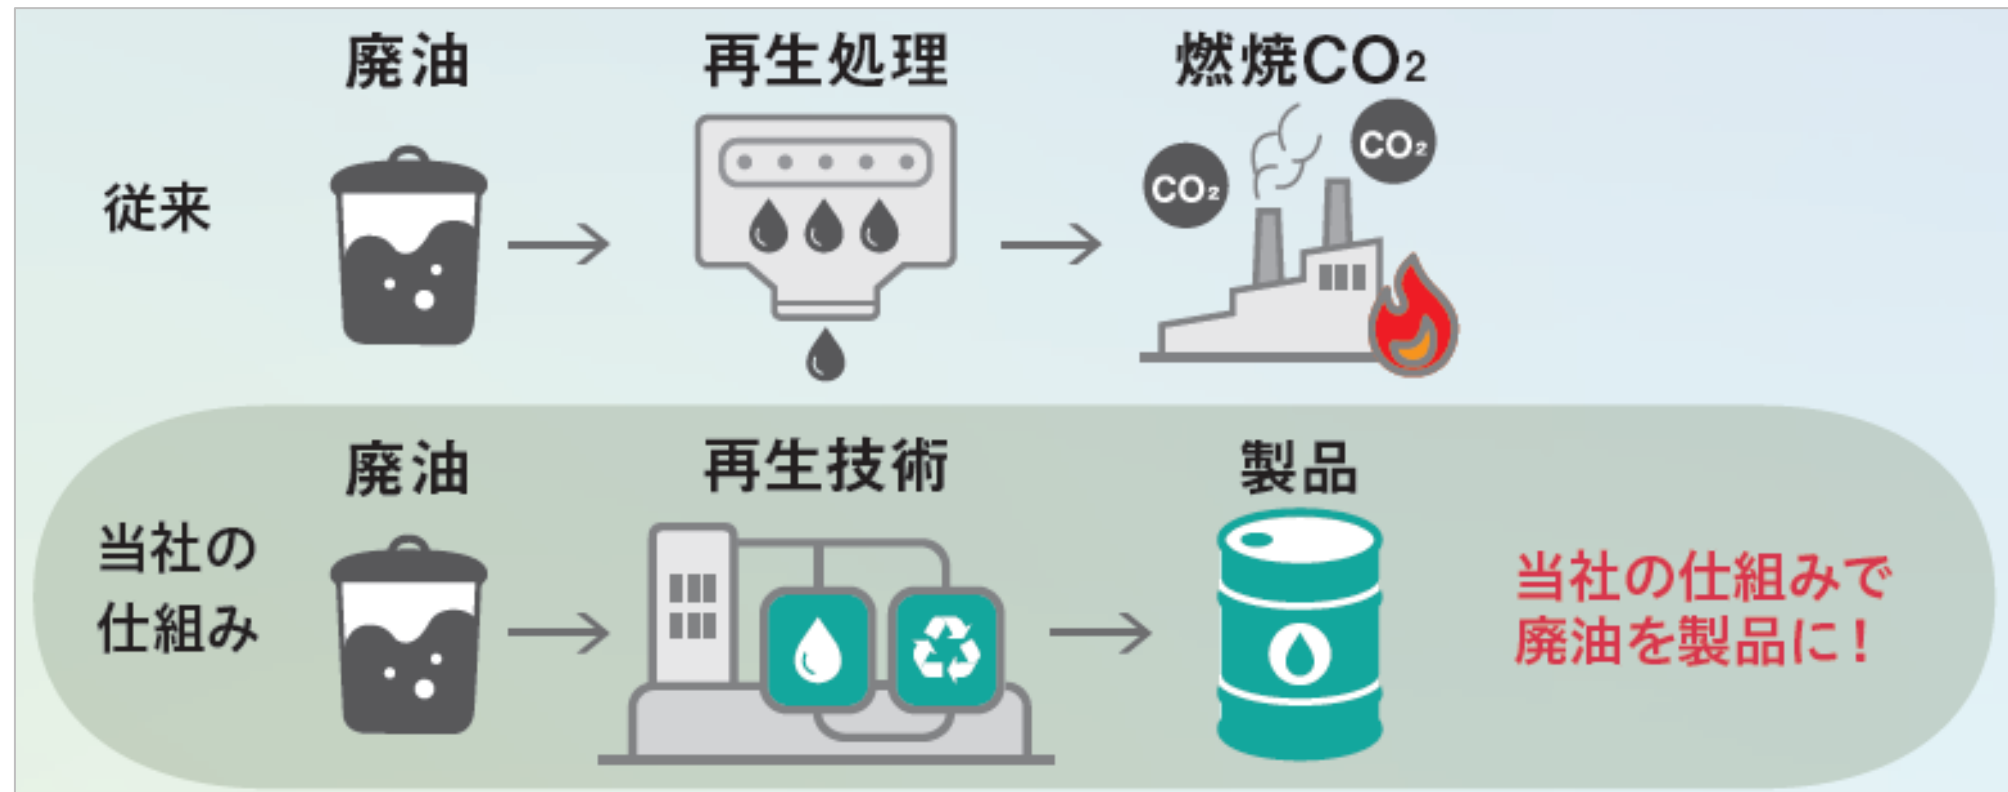 廃油
再生処理
燃焼CO₂
従来
CO₂
CO₂
廃油
再生技術
製品
当社の
仕組み
当社の仕組みで
廃油を製品に！